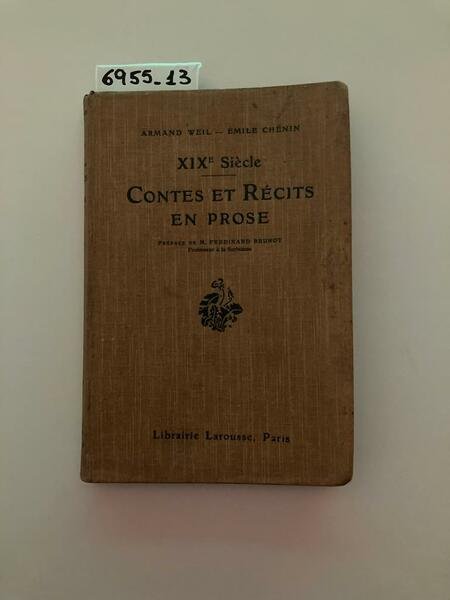 6955_13
ARMAND WEIL — EMILE CHÉNIN
XIXE Siècle
CONTES ET RÉCITS
EN PROSE
PRÉFACE DE M. FERDINAND BRUNOT
Professeur à la Sorbonne
Librairie Larousse, Paris